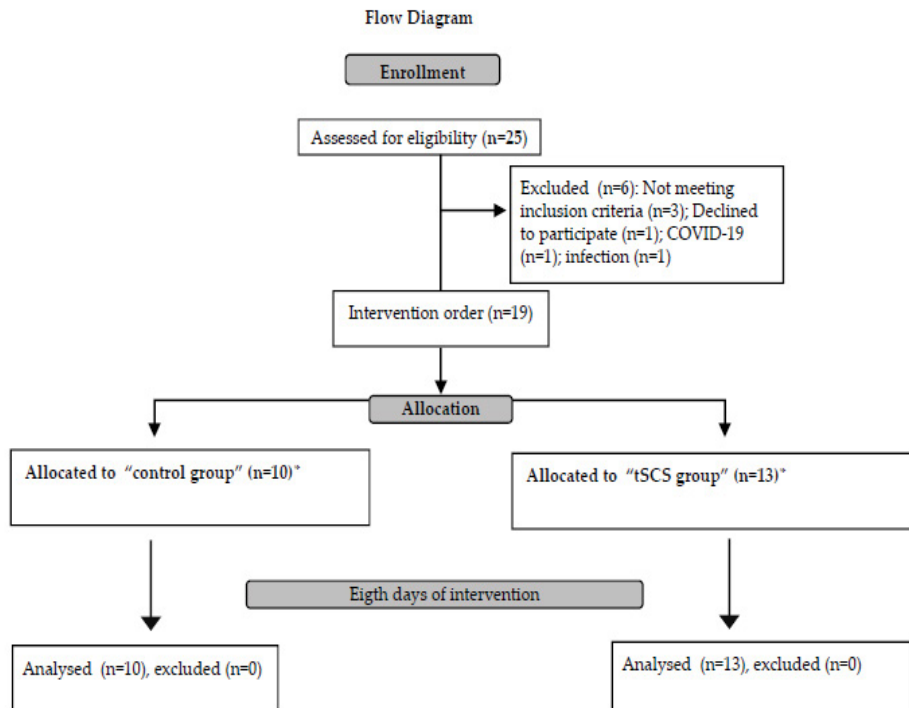 Flow Diagram
Enrollment
Assessed for eligibility (n=25)
Excluded (n=6): Not meeting
inclusion criteria (n=3); Declined
to participate (n=1); COVID-19
(n=1); infection (n=1)
Intervention order (n=19)
Allocation
Allocated to “control group” (n=10)*
Allocated to “tSCS group” (n=13)*
Eigth days of intervention
Analysed (n=10), excluded (n=0)
Analysed (n=13), excluded (n=0)